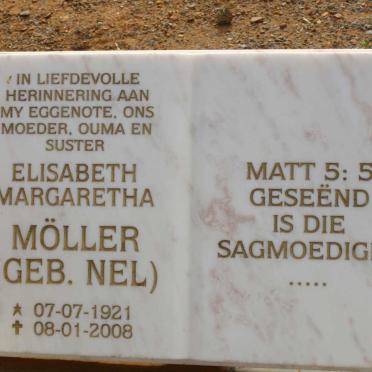 IN LIEFDEVOLLE
HERINNERING AAN
MY EGGENOTE, ONS
MOEDER, OUMA EN
SUSTER
ELISABETH
MARGARETHA
MÖLLER
(GEB. NEL)
07-07-1921
08-01-2008
MATT 5: 5
GESEËND
IS DIE
SAGMOEDIGE
.....